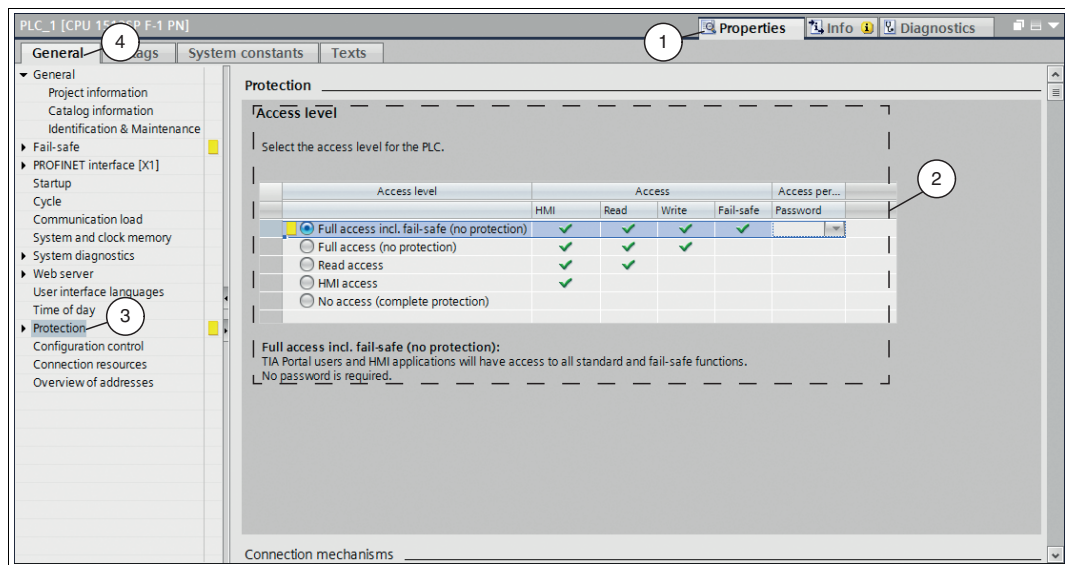 PLC_1 [CPU 1512SP F-1 PN]
Properties Info Diagnostics
1
General tags System constants Texts
4
General
Project information
Catalog information
Identification & Maintenance
Fail-safe
PROFINET interface [X1]
Startup
Cycle
Communication load
System and clock memory
System diagnostics
Web server
User interface languages
Time of day
3
Protection
Configuration control
Connection resources
Overview of addresses
Protection
Access level
Select the access level for the PLC.
2
Access level Access Access per...
HMI Read Write Fail-safe Password
Full access incl. fail-safe (no protection)
Full access (no protection)
Read access
HMI access
No access (complete protection)
Full access incl. fail-safe (no protection):
TIA Portal users and HMI applications will have access to all standard and fail-safe functions.
No password is required.
Connection mechanisms